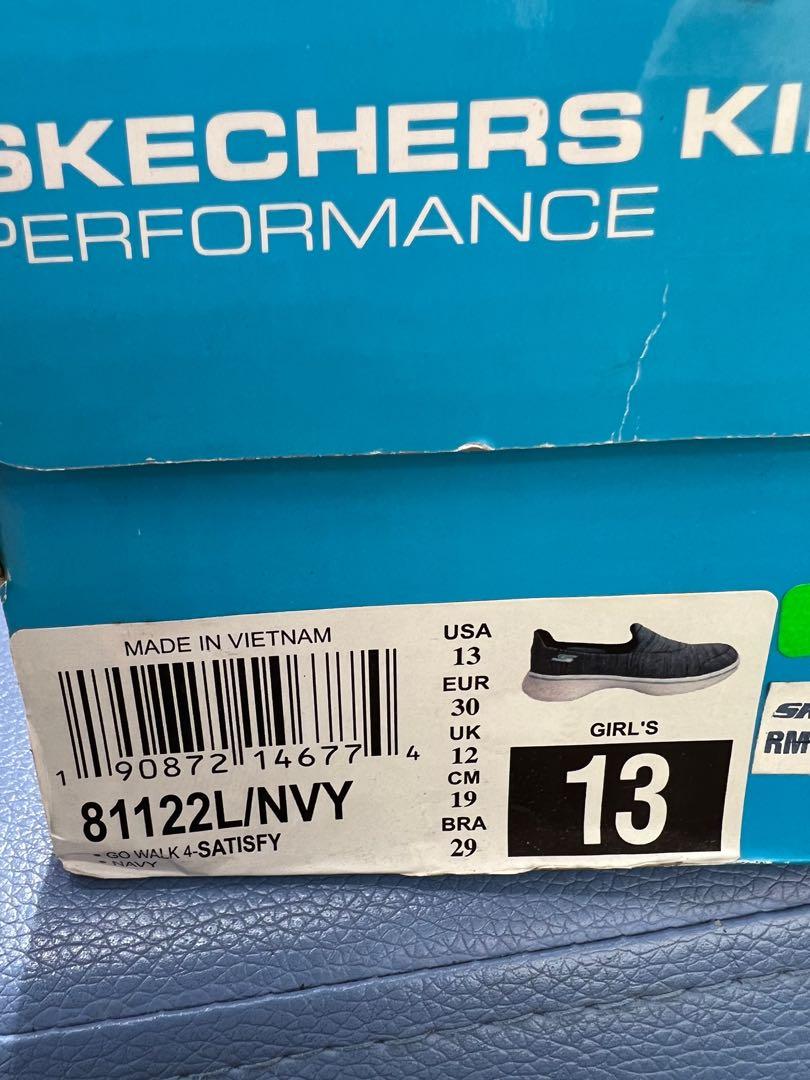 SKECHERS KI
PERFORMANCE
MADE IN VIETNAM
1 90872 14677 4
81122L/NVY
• GO WALK 4-SATISFY
• NAVY
USA
13
EUR
30
UK
12
CM
19
BRA
29
GIRL'S
13
SK
RM